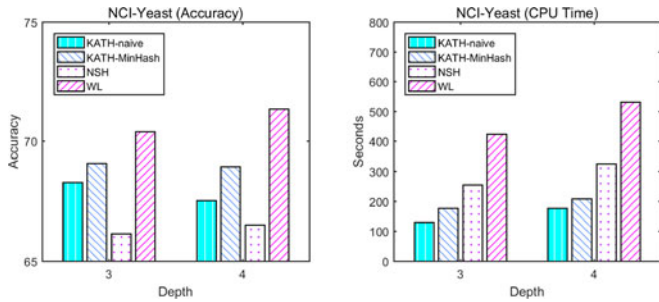 NCI-Yeast (Accuracy)
75
70
65
Accuracy
KATH-naive
KATH-MinHash
NSH
WL
3
4
Depth
NCI-Yeast (CPU Time)
800
700
600
500
400
300
200
100
0
Seconds
KATH-naive
KATH-MinHash
NSH
WL
3
4
Depth